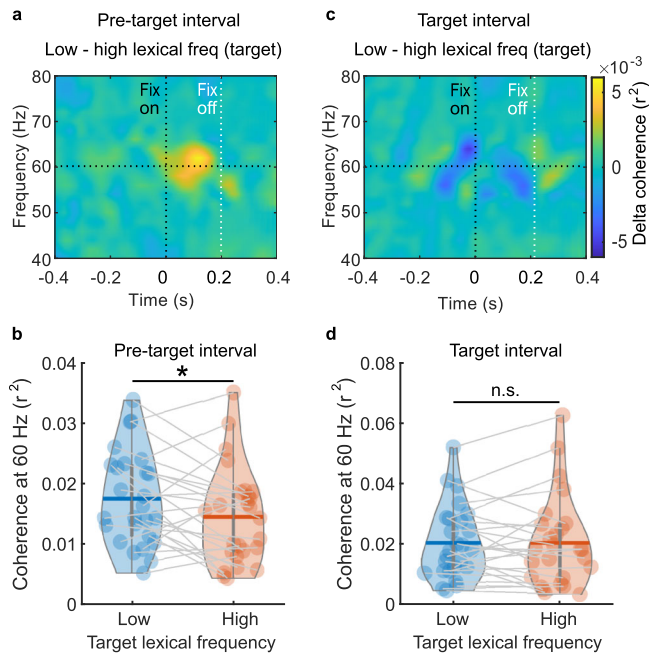 a
Pre-target interval
Low - high lexical freq (target)
Frequency (Hz)
80
70
60
50
40
Fix
on
Fix
off
-0.4
-0.2
0
0.2
0.4
Time (s)
c
Target interval
Low - high lexical freq (target)
Frequency (Hz)
80
70
60
50
40
Fix
on
Fix
off
-0.4
-0.2
0
0.2
0.4
Time (s)
×10⁻³
5
0
-5
Delta coherence (r²)
b
Pre-target interval
*
Coherence at 60 Hz (r²)
0.04
0.03
0.02
0.01
0
Low
High
Target lexical frequency
d
Target interval
n.s.
Coherence at 60 Hz (r²)
0.08
0.06
0.04
0.02
0
Low
High
Target lexical frequency